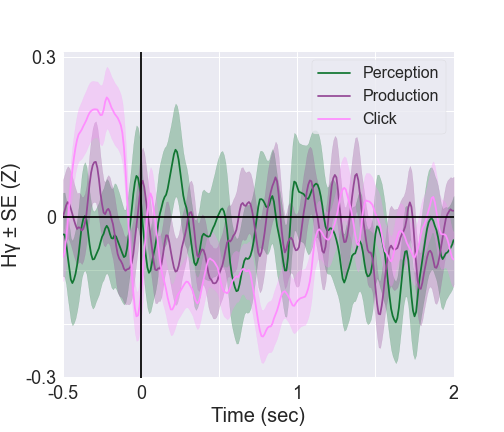 0.3
Perception
Production
Click
Hγ ± SE (Z)
0
-0.3
-0.5
0
1
2
Time (sec)